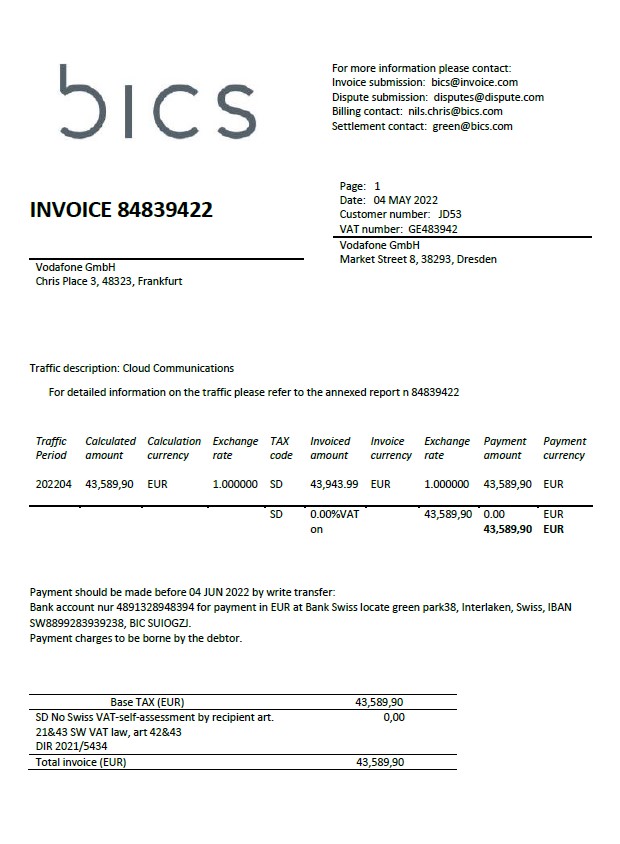 bics
For more information please contact:
Invoice submission: bics@invoice.com
Dispute submission: disputes@dispute.com
Billing contact: nils.chris@bics.com
Settlement contact: green@bics.com
INVOICE 84839422
Page: 1
Date: 04 MAY 2022
Customer number: JD53
VAT number: GE483942
Vodafone GmbH
Market Street 8, 38293, Dresden
Vodafone GmbH
Chris Place 3, 48323, Frankfurt
Traffic description: Cloud Communications
For detailed information on the traffic please refer to the annexed report n 84839422
Traffic Calculated Calculation Exchange TAX Invoiced Invoice Exchange Payment Payment
Period amount currency rate code amount currency rate amount currency
202204 43,589,90 EUR 1.000000 SD 43,943.99 EUR 1.000000 43,589,90 EUR
SD 0.00%VAT 43,589,90 0.00 EUR
on 43,589,90 EUR
Payment should be made before 04 JUN 2022 by write transfer:
Bank account nur 4891328948394 for payment in EUR at Bank Swiss locate green park38, Interlaken, Swiss, IBAN
SW8899283939238, BIC SUIOGZJ.
Payment charges to be borne by the debtor.
Base TAX (EUR) 43,589,90
SD No Swiss VAT-self-assessment by recipient art. 0,00
21&43 SW VAT law, art 42&43
DIR 2021/5434
Total invoice (EUR) 43,589,90